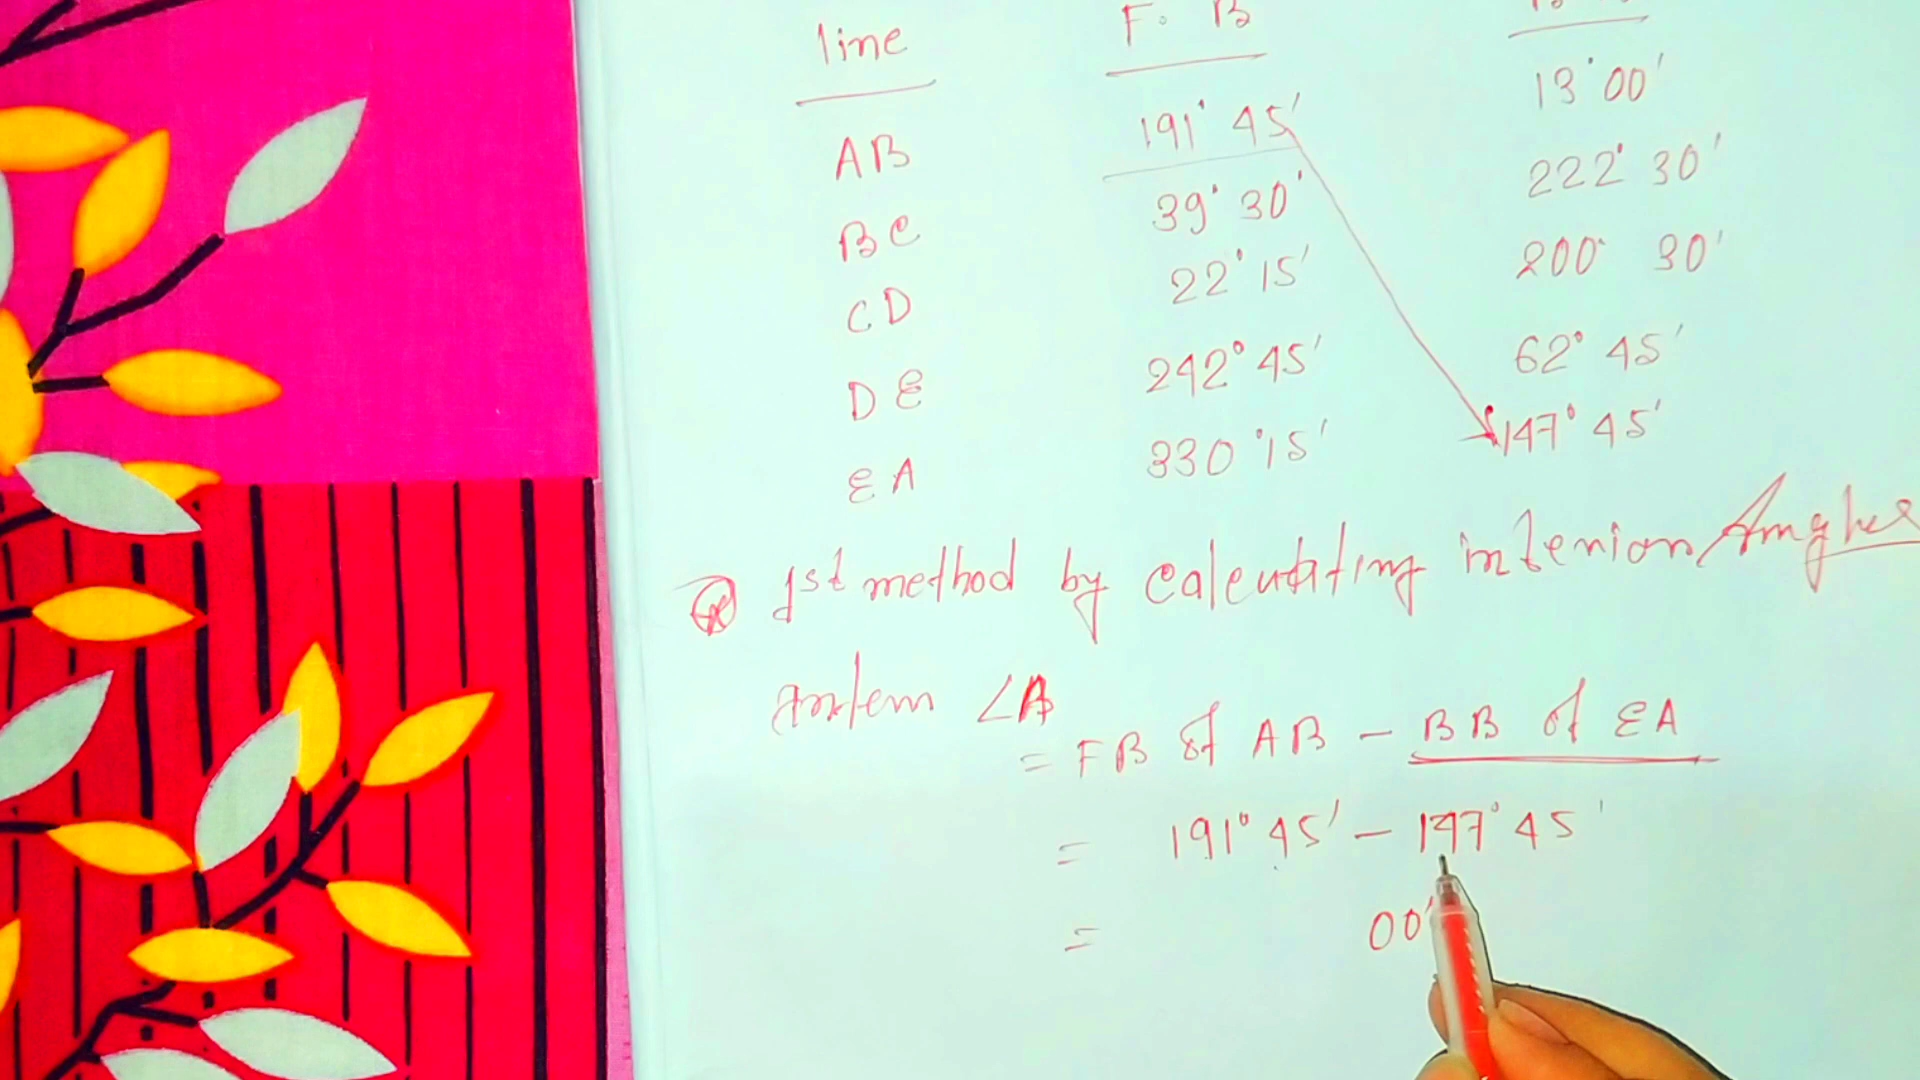 line F. B
AB 191° 45' 13° 00'
BC 39° 30' 222° 30'
CD 22° 15' 200° 30'
DE 242° 45' 62° 45'
EA 330° 15' 147° 45'
1st method by calculating interior Angles
∠A
= FB of AB - BB of EA
= 191° 45' - 147° 45'
= 00'